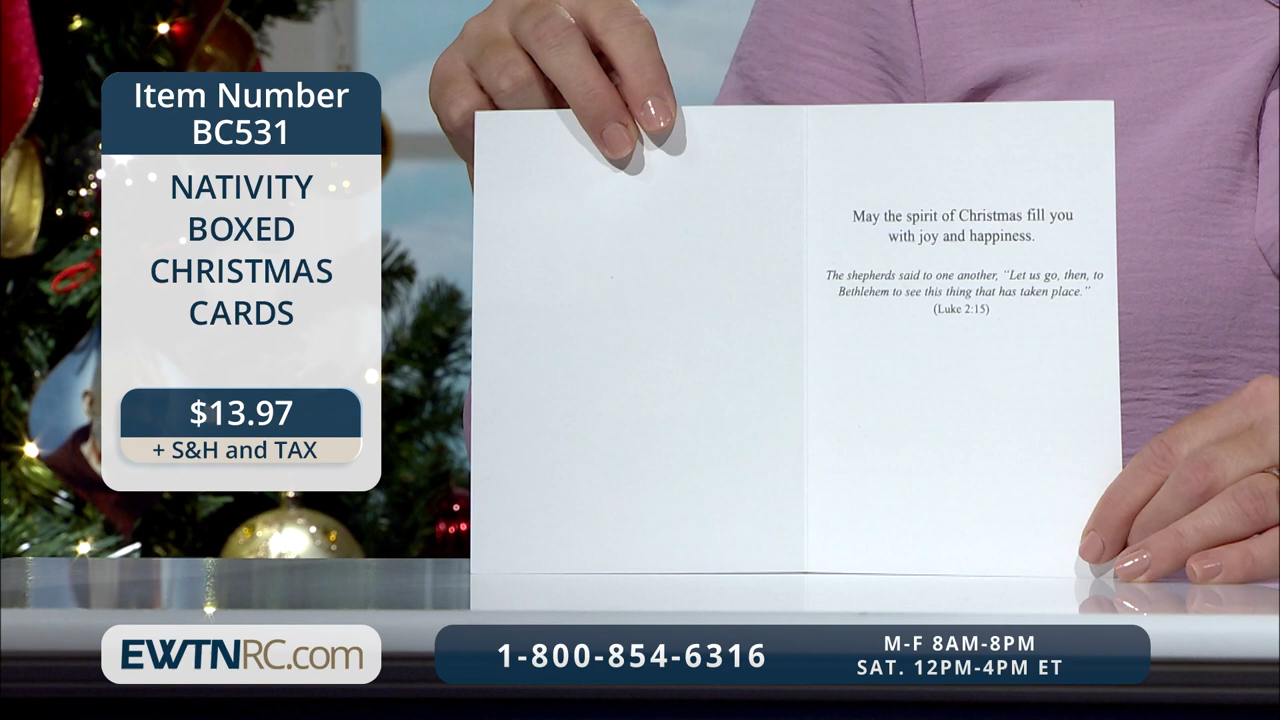 Item Number
BC531
NATIVITY
BOXED
CHRISTMAS
CARDS
$13.97
+ S&H and TAX
May the spirit of Christmas fill you
with joy and happiness.
The shepherds said to one another, "Let us go, then, to
Bethlehem to see this thing that has taken place."
(Luke 2:15)
EWTNRC.com
1-800-854-6316
M-F 8AM-8PM
SAT. 12PM-4PM ET